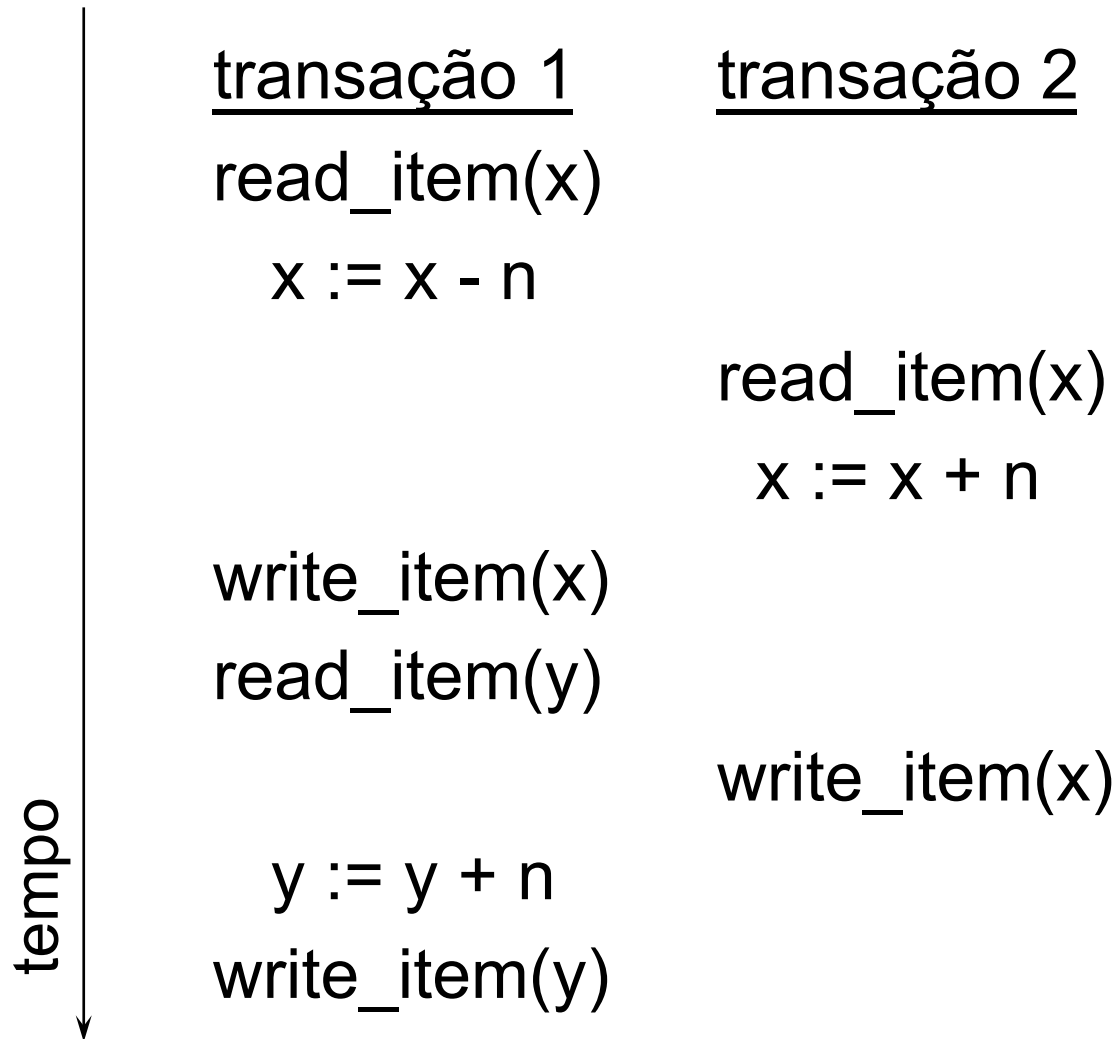 transação 1 transação 2
read_item(x)
x := x - n
read_item(x)
x := x + n
write_item(x)
read_item(y)
write_item(x)
y := y + n
write_item(y)
tempo